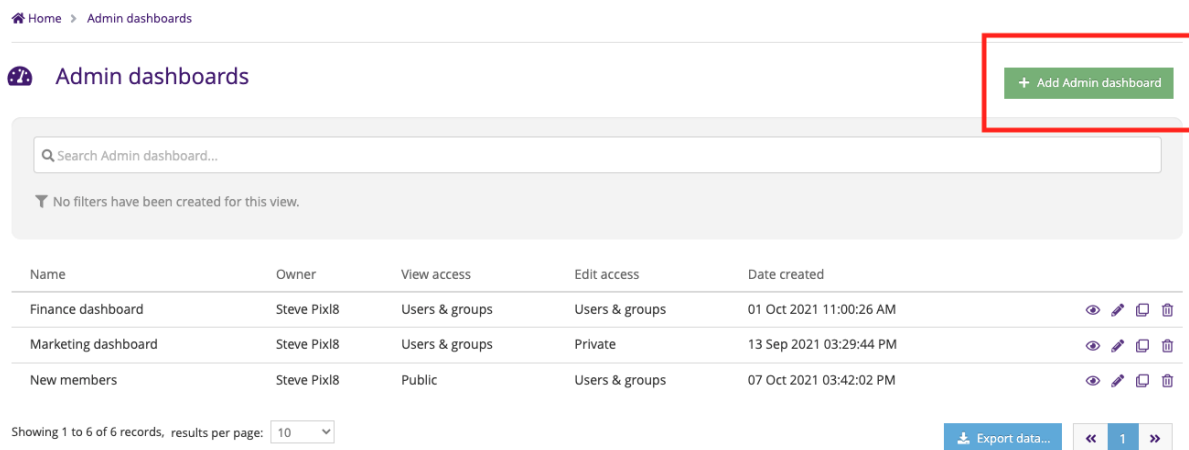 Home > Admin dashboards
Admin dashboards
+ Add Admin dashboard
Search Admin dashboard...
No filters have been created for this view.
Name Owner View access Edit access Date created
Finance dashboard Steve Pixl8 Users & groups Users & groups 01 Oct 2021 11:00:26 AM
Marketing dashboard Steve Pixl8 Users & groups Private 13 Sep 2021 03:29:44 PM
New members Steve Pixl8 Public Users & groups 07 Oct 2021 03:42:02 PM
Showing 1 to 6 of 6 records, results per page: 10
Export data... « 1 »